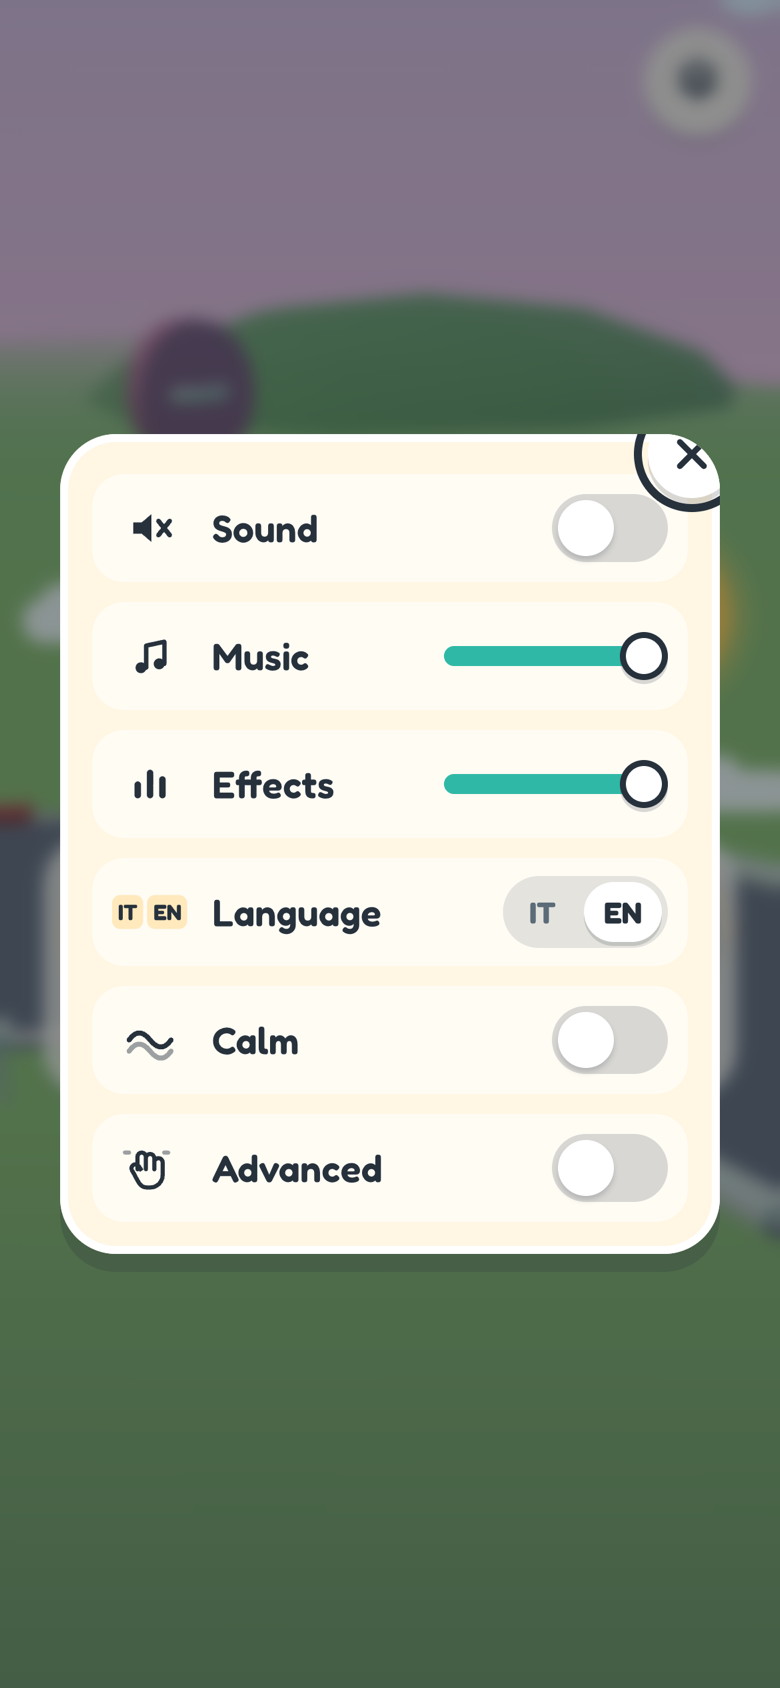 Sound
Music
Effects
IT EN Language IT EN
Calm
Advanced